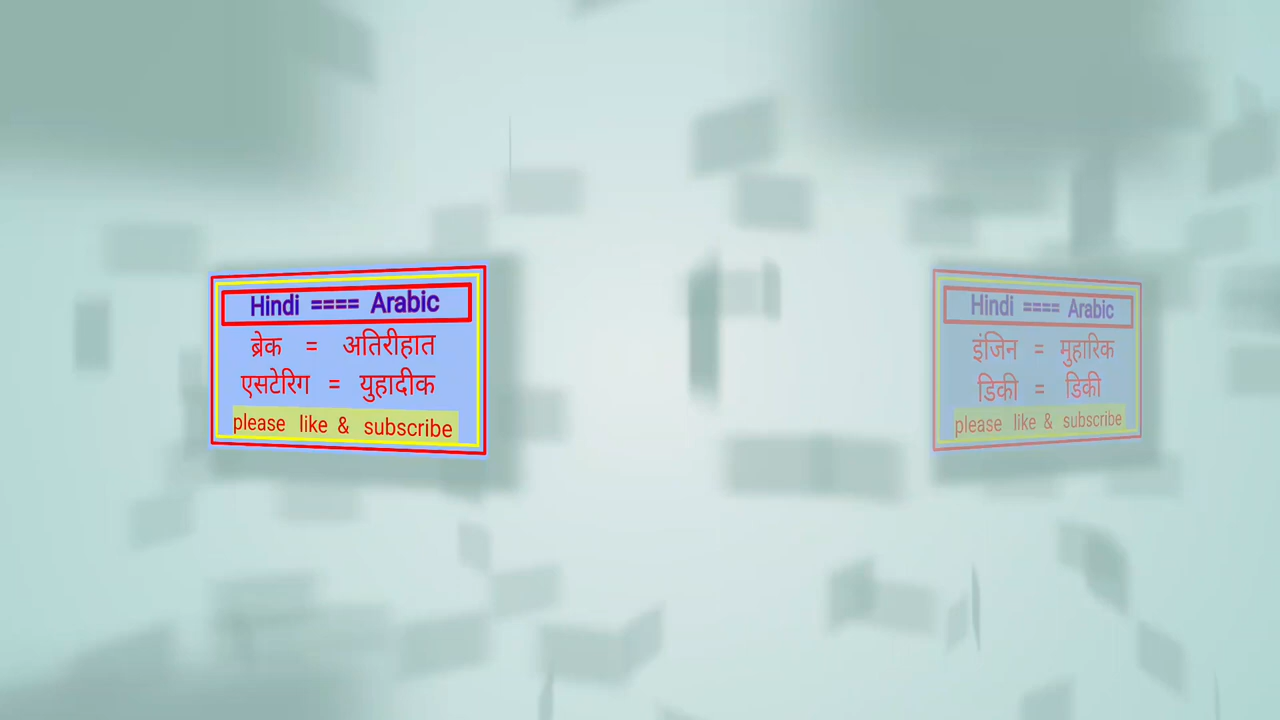 Hindi ==== Arabic
ब्रेक = अतिरीहात
एसटेरिग = युहादीक
please like & subscribe
Hindi ==== Arabic
इंजिन = मुहारिक
डिकी = डिकी
please like & subscribe